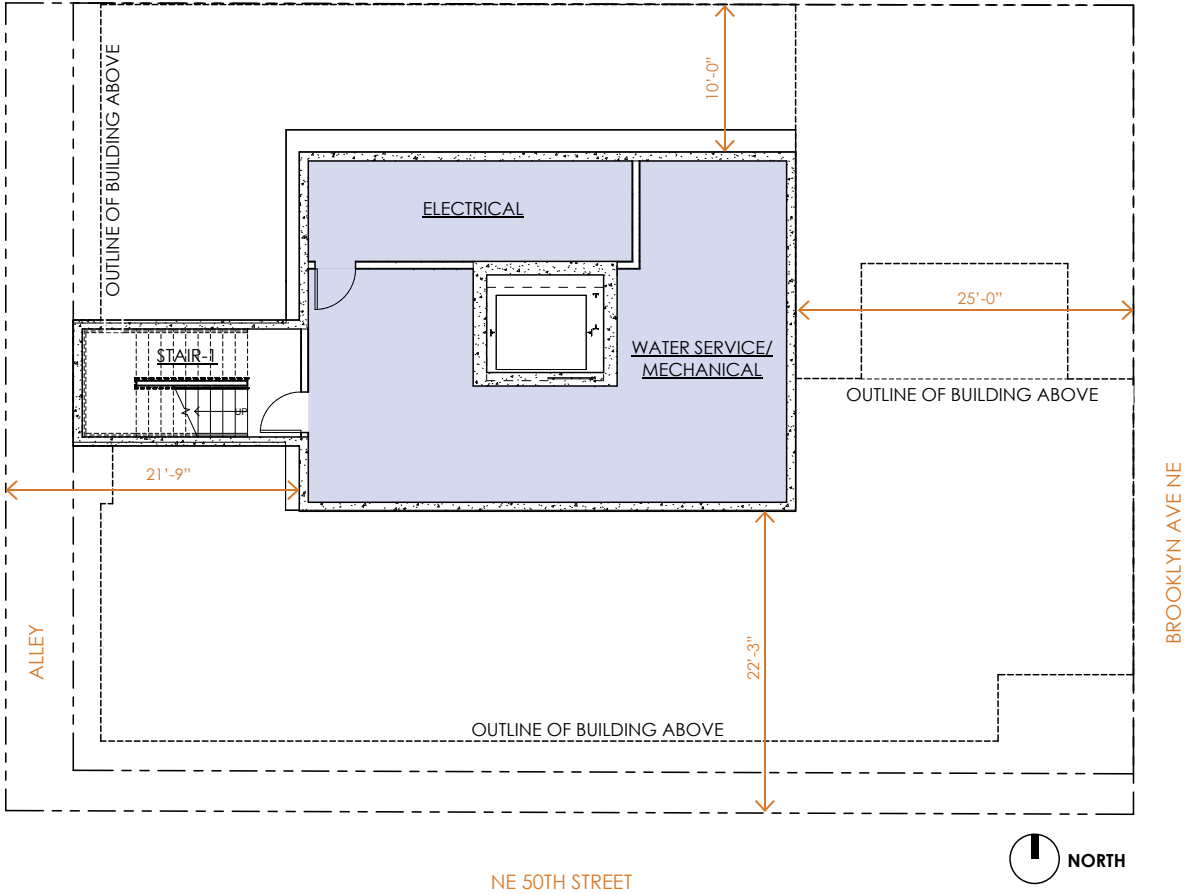 OUTLINE OF BUILDING ABOVE
10'-0"
ELECTRICAL
25'-0"
STAIR-1
WATER SERVICE/
MECHANICAL
OUTLINE OF BUILDING ABOVE
UP
21'-9"
BROOKLYN AVE NE
ALLEY
22'-3"
OUTLINE OF BUILDING ABOVE
NORTH
NE 50TH STREET